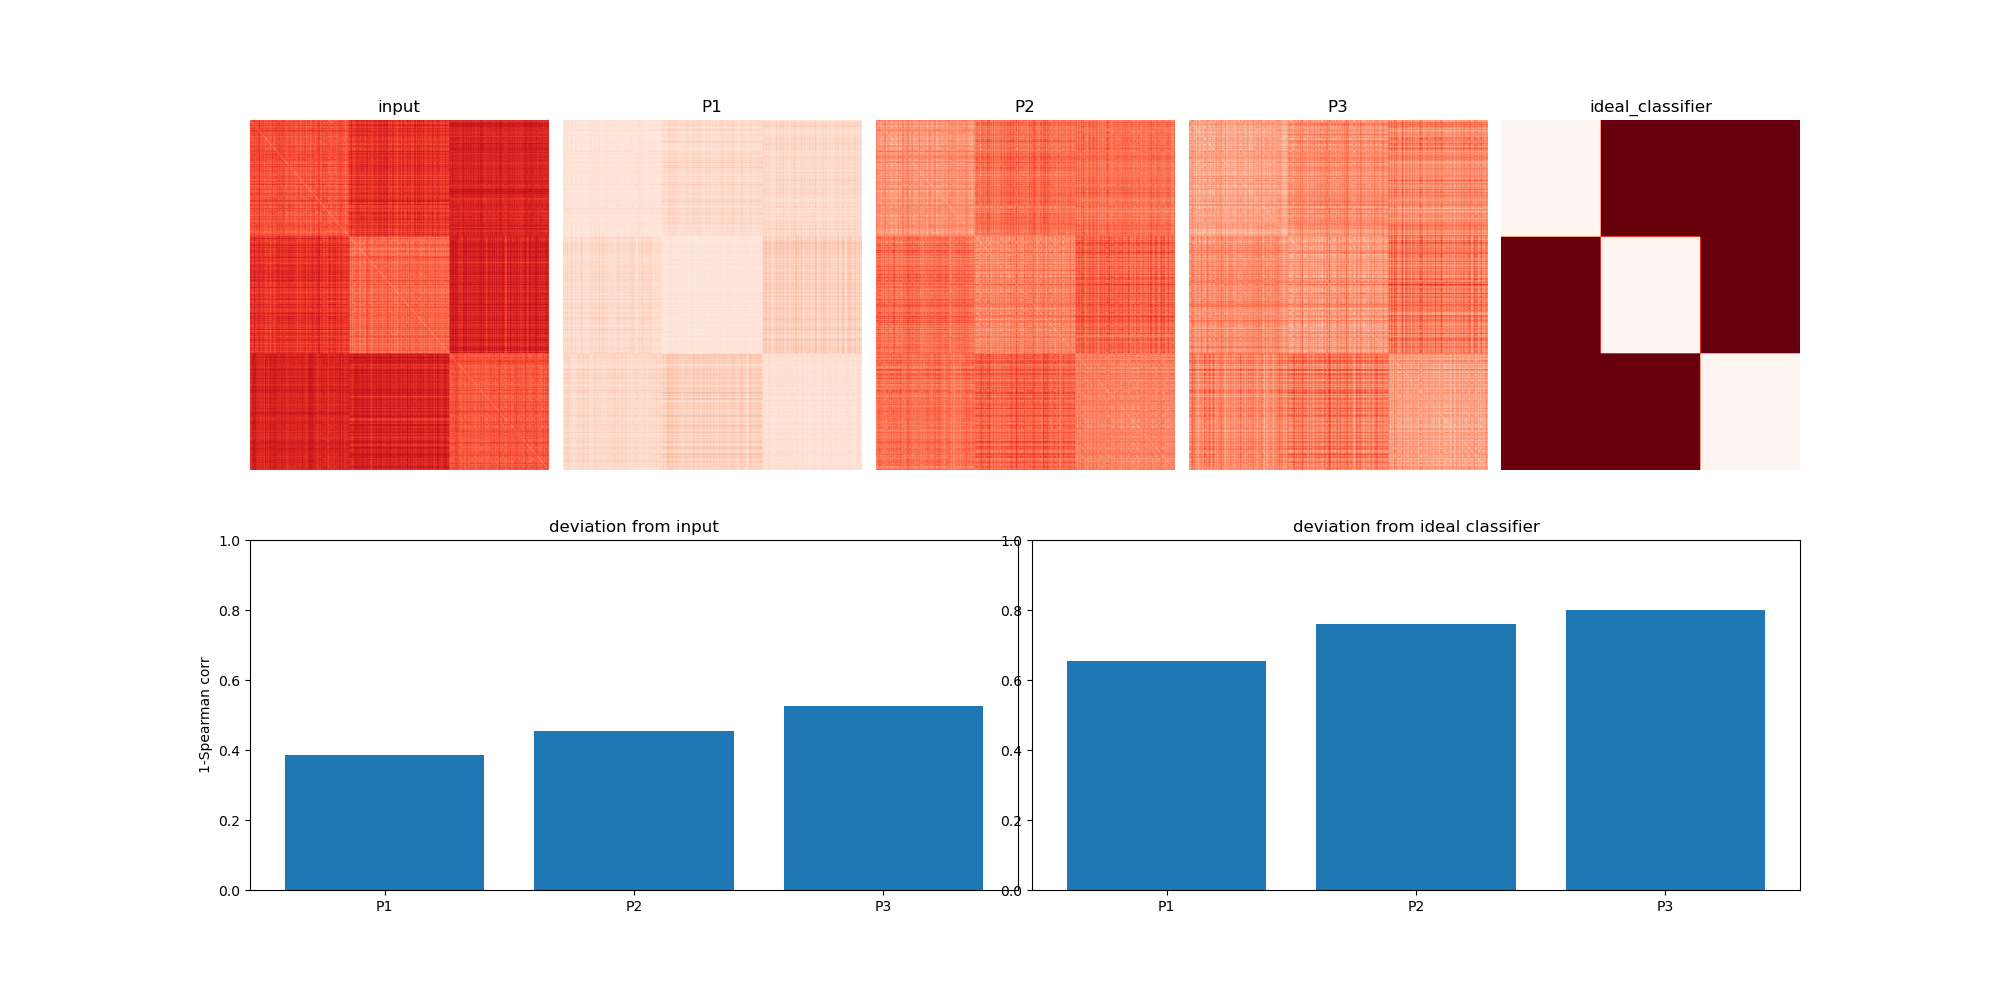 input P1 P2 P3 ideal_classifier
deviation from input
1.0
0.8
0.6
0.4
0.2
0.0
1-Spearman corr
P1 P2 P3
deviation from ideal classifier
1.0
0.8
0.6
0.4
0.2
0.0
P1 P2 P3